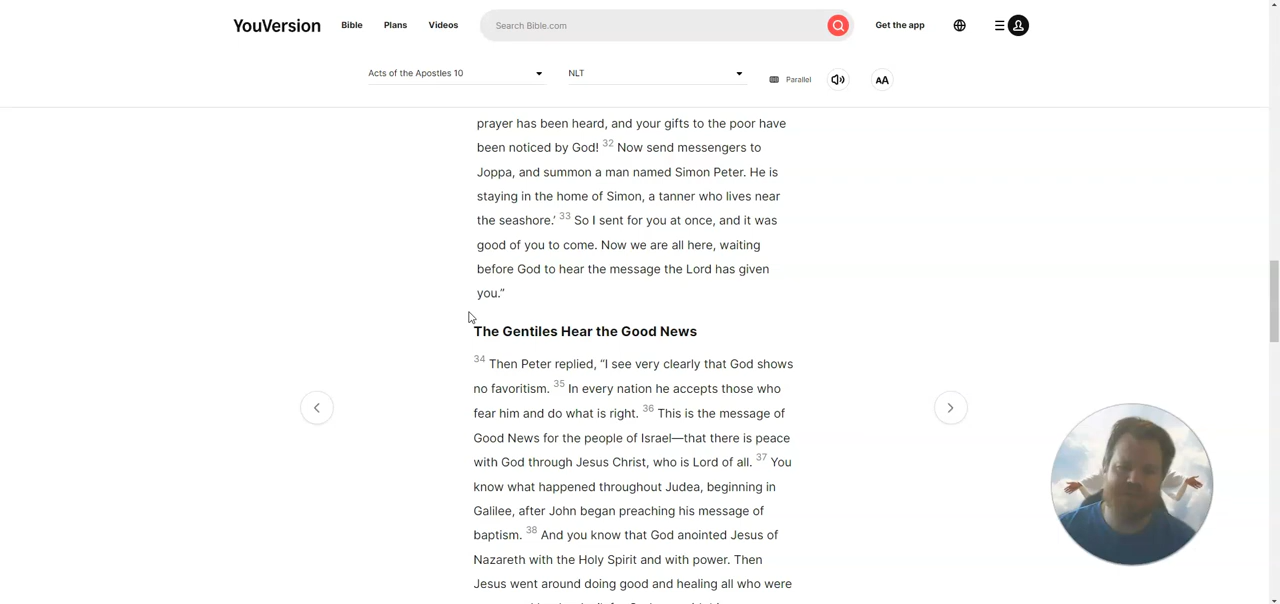 YouVersion Bible Plans Videos Search Bible.com Get the app
Acts of the Apostles 10 NLT Parallel AA
prayer has been heard, and your gifts to the poor have
been noticed by God! 32 Now send messengers to
Joppa, and summon a man named Simon Peter. He is
staying in the home of Simon, a tanner who lives near
the seashore.’ 33 So I sent for you at once, and it was
good of you to come. Now we are all here, waiting
before God to hear the message the Lord has given
you.”
The Gentiles Hear the Good News
34 Then Peter replied, “I see very clearly that God shows
no favoritism. 35 In every nation he accepts those who
fear him and do what is right. 36 This is the message of
Good News for the people of Israel—that there is peace
with God through Jesus Christ, who is Lord of all. 37 You
know what happened throughout Judea, beginning in
Galilee, after John began preaching his message of
baptism. 38 And you know that God anointed Jesus of
Nazareth with the Holy Spirit and with power. Then
Jesus went around doing good and healing all who were